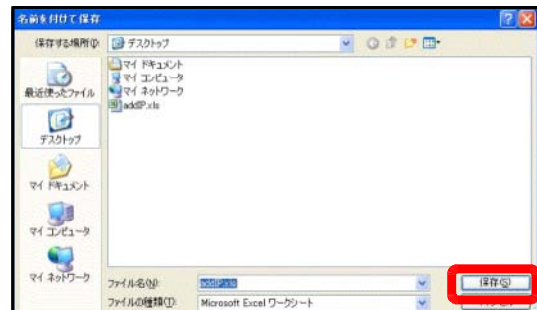 名前を付けて保存
保存する場所(I):
デスクトップ
最近使ったファイル
デスクトップ
マイ ドキュメント
マイ コンピュータ
マイ ネットワーク
マイ ドキュメント
マイ コンピュータ
マイ ネットワーク
addIP.xls
ファイル名(N):
addIP.xls
保存(S)
ファイルの種類(T):
Microsoft Excel ワークシート